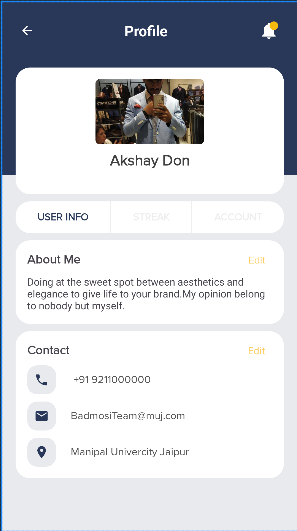 Profile
Akshay Don
USER INFO
STREAK
ACCOUNT
About Me
Edit
Doing at the sweet spot between aesthetics and
elegance to give life to your brand.My opinion belong
to nobody but myself.
Contact
Edit
+91 9211000000
BadmosiTeam@muj.com
Manipal Univercity Jaipur